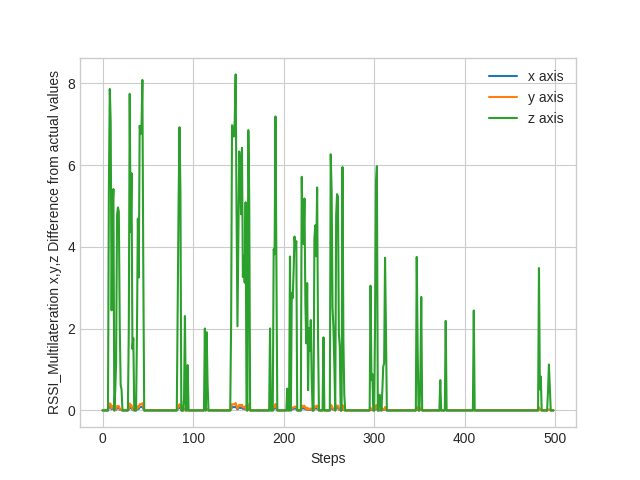 RSSI_Multilateration x,y,z Difference from actual values
8
6
4
2
0
x axis
y axis
z axis
0 100 200 300 400 500
Steps